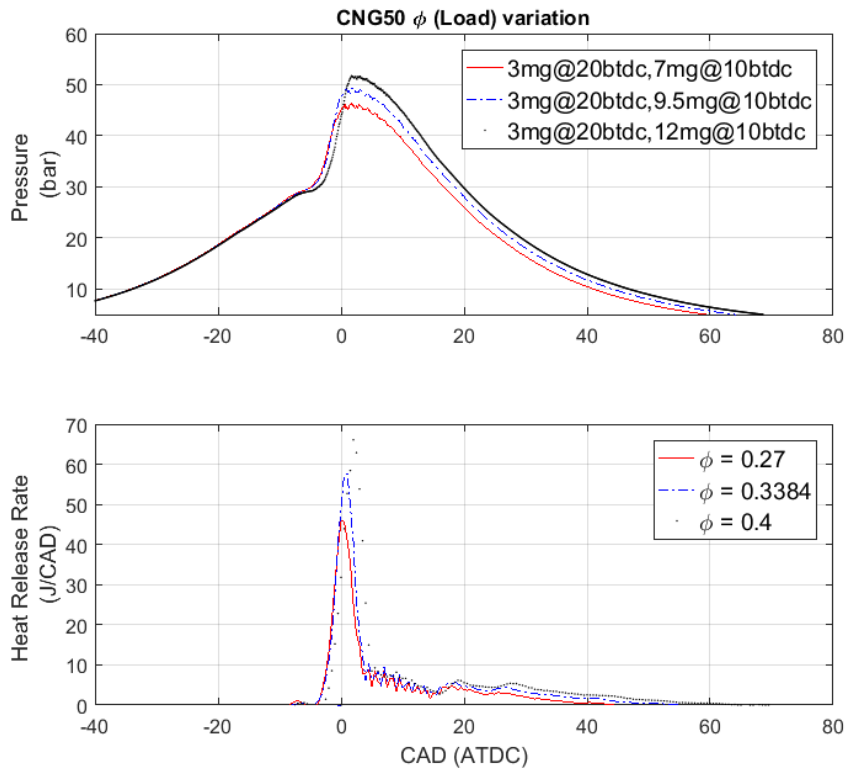 CNG50 ϕ (Load) variation
60
50
40
30
20
10
Pressure
(bar)
3mg@20btdc,7mg@10btdc
3mg@20btdc,9.5mg@10btdc
3mg@20btdc,12mg@10btdc
-40 -20 0 20 40 60 80
70
60
50
40
30
20
10
0
Heat Release Rate
(J/CAD)
ϕ = 0.27
ϕ = 0.3384
ϕ = 0.4
-40 -20 0 20 40 60 80
CAD (ATDC)